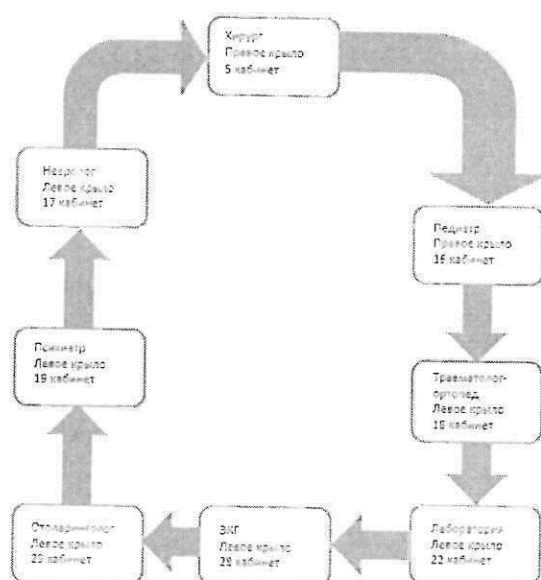 Хирург
Правое крыло
5 кабинет
Педиатр
Правое крыло
16 кабинет
Травматолог-
ортопед
Левое крыло
18 кабинет
Лаборатория
Левое крыло
22 кабинет
ЭКГ
Левое крыло
29 кабинет
Отоларинголог
Левое крыло
кабинет
Психиатр
Левое крыло
19 кабинет
Невролог
Левое крыло
17 кабинет